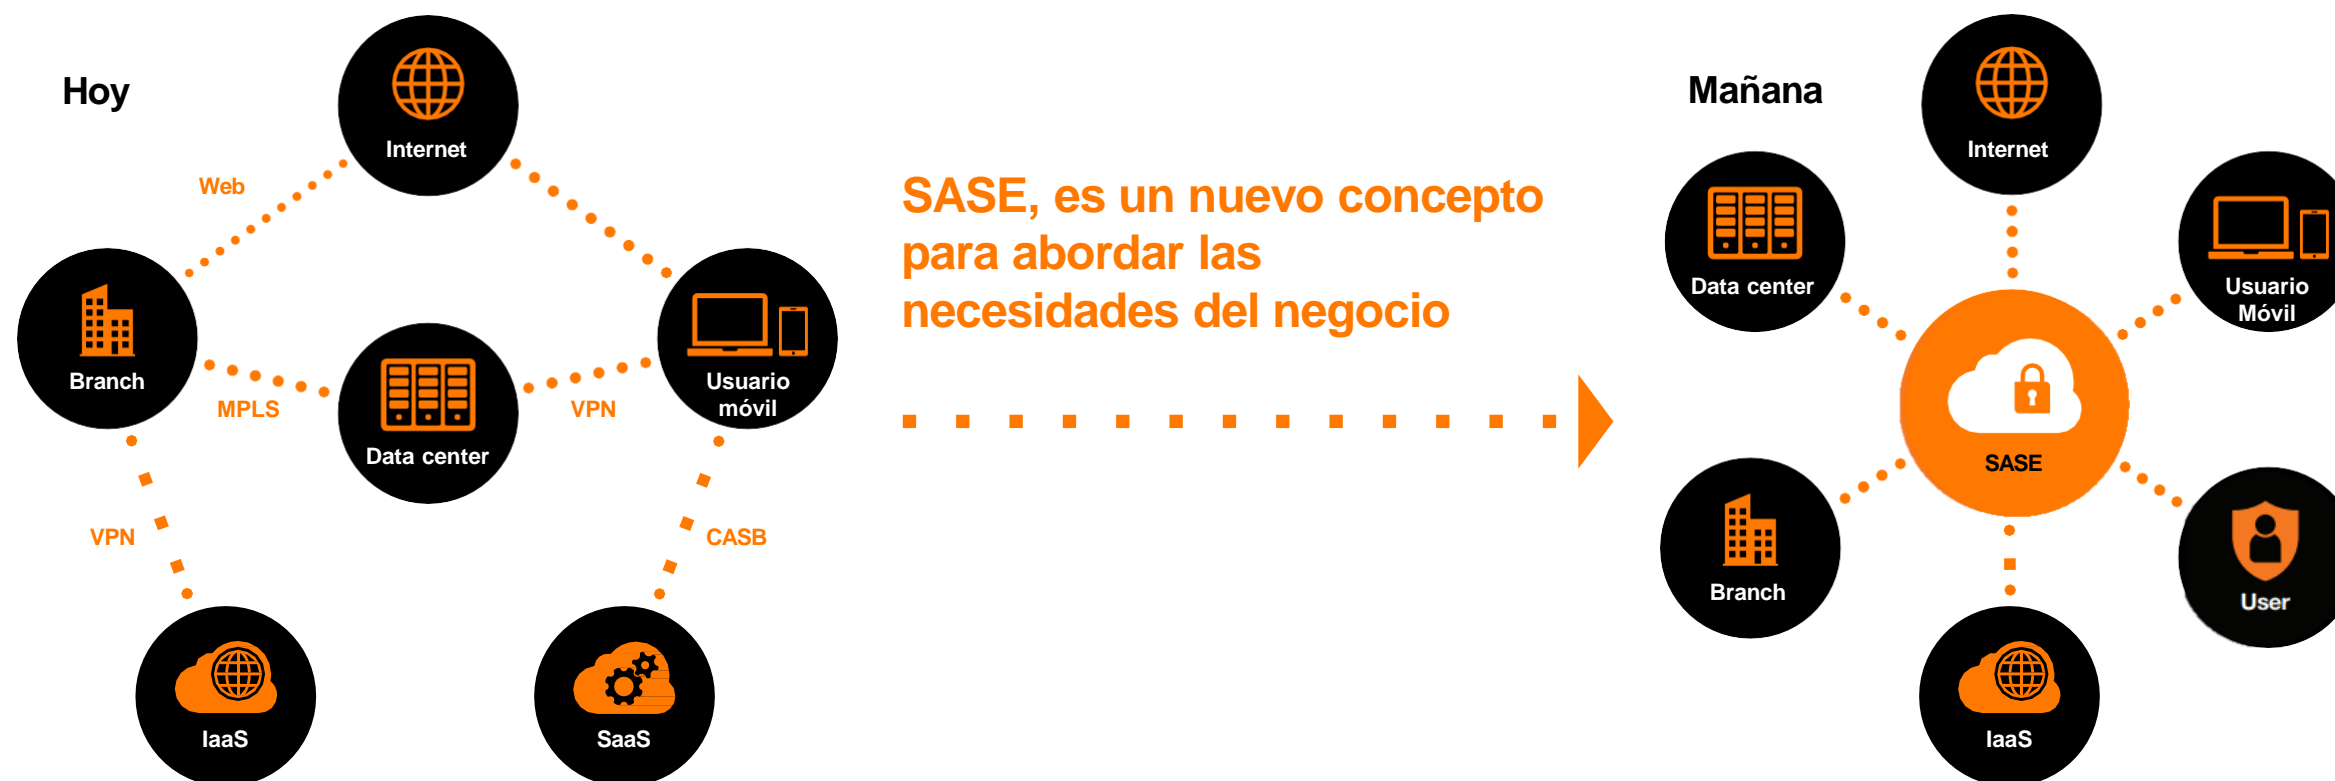 Hoy
Internet
Web
Branch
MPLS
Data center
VPN
Usuario
móvil
VPN
CASB
IaaS
SaaS
SASE, es un nuevo concepto
para abordar las
necesidades del negocio
Mañana
Internet
Data center
Usuario
Móvil
SASE
Branch
User
IaaS